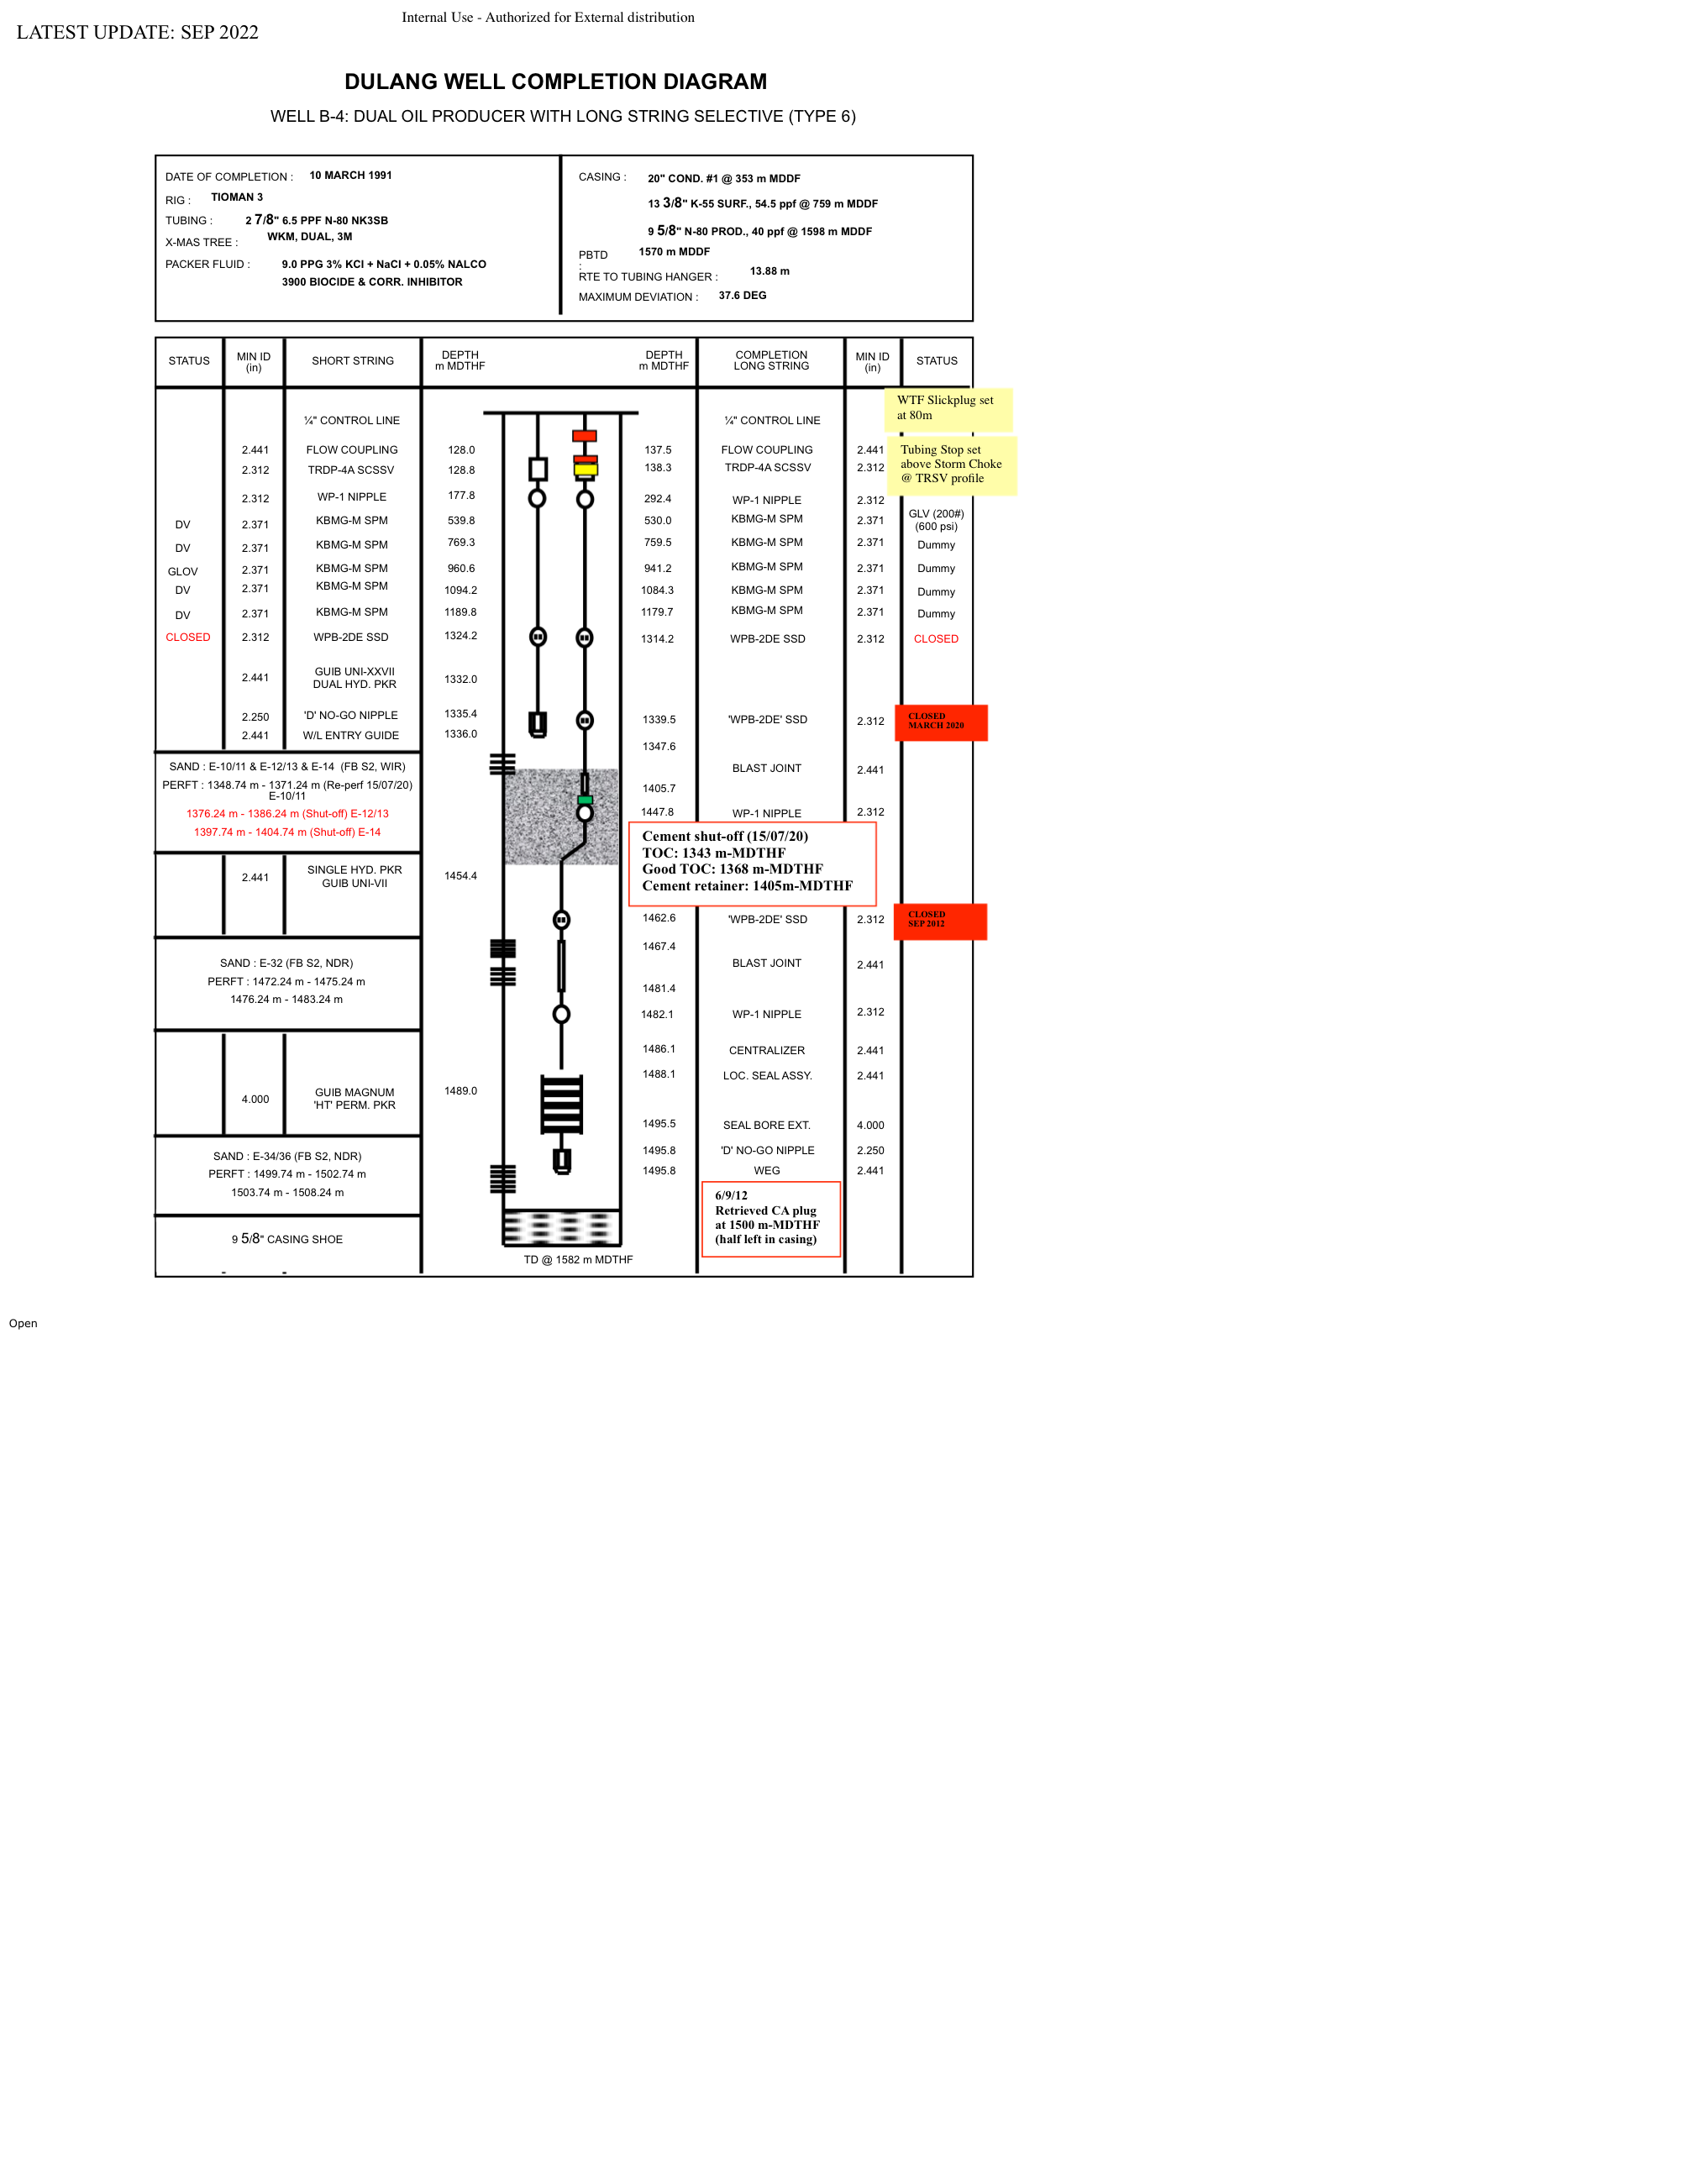 Internal Use - Authorized for External distribution
LATEST UPDATE: SEP 2022
DULANG WELL COMPLETION DIAGRAM
WELL B-4: DUAL OIL PRODUCER WITH LONG STRING SELECTIVE (TYPE 6)
DATE OF COMPLETION : 10 MARCH 1991
RIG : TIOMAN 3
TUBING : 2 7/8" 6.5 PPF N-80 NK3SB
X-MAS TREE : WKM, DUAL, 3M
PACKER FLUID : 9.0 PPG 3% KCl + NaCl + 0.05% NALCO
3900 BIOCIDE & CORR. INHIBITOR
CASING : 20" COND. #1 @ 353 m MDDF
13 3/8" K-55 SURF., 54.5 ppf @ 759 m MDDF
9 5/8" N-80 PROD., 40 ppf @ 1598 m MDDF
PBTD : 1570 m MDDF
RTE TO TUBING HANGER : 13.88 m
MAXIMUM DEVIATION : 37.6 DEG
STATUS MIN ID (in) SHORT STRING DEPTH m MDTHF DEPTH m MDTHF COMPLETION LONG STRING MIN ID (in) STATUS
WTF Slickplug set
at 80m
¼" CONTROL LINE ¼" CONTROL LINE
2.441 FLOW COUPLING 128.0 137.5 FLOW COUPLING 2.441
2.312 TRDP-4A SCSSV 128.8 138.3 TRDP-4A SCSSV 2.312
Tubing Stop set
above Storm Choke
@ TRSV profile
2.312 WP-1 NIPPLE 177.8 292.4 WP-1 NIPPLE 2.312
DV 2.371 KBMG-M SPM 539.8 530.0 KBMG-M SPM 2.371 GLV (200#)
(600 psi)
DV 2.371 KBMG-M SPM 769.3 759.5 KBMG-M SPM 2.371 Dummy
GLOV 2.371 KBMG-M SPM 960.6 941.2 KBMG-M SPM 2.371 Dummy
DV 2.371 KBMG-M SPM 1094.2 1084.3 KBMG-M SPM 2.371 Dummy
DV 2.371 KBMG-M SPM 1189.8 1179.7 KBMG-M SPM 2.371 Dummy
CLOSED 2.312 WPB-2DE SSD 1324.2 1314.2 WPB-2DE SSD 2.312 CLOSED
2.441 GUIB UNI-XXVII
DUAL HYD. PKR 1332.0
2.250 'D' NO-GO NIPPLE 1335.4 1339.5 'WPB-2DE' SSD 2.312 CLOSED
MARCH 2020
2.441 W/L ENTRY GUIDE 1336.0
1347.6
BLAST JOINT 2.441
1405.7
SAND : E-10/11 & E-12/13 & E-14 (FB S2, WIR)
PERFT : 1348.74 m - 1371.24 m (Re-perf 15/07/20)
E-10/11
1376.24 m - 1386.24 m (Shut-off) E-12/13
1397.74 m - 1404.74 m (Shut-off) E-14
1447.8 WP-1 NIPPLE 2.312
Cement shut-off (15/07/20)
TOC: 1343 m-MDTHF
Good TOC: 1368 m-MDTHF
Cement retainer: 1405m-MDTHF
2.441 SINGLE HYD. PKR
GUIB UNI-VII 1454.4
1462.6 'WPB-2DE' SSD 2.312 CLOSED
SEP 2012
1467.4
BLAST JOINT 2.441
1481.4
SAND : E-32 (FB S2, NDR)
PERFT : 1472.24 m - 1475.24 m
1476.24 m - 1483.24 m
1482.1 WP-1 NIPPLE 2.312
1486.1 CENTRALIZER 2.441
1488.1 LOC. SEAL ASSY. 2.441
4.000 GUIB MAGNUM
'HT' PERM. PKR 1489.0
1495.5 SEAL BORE EXT. 4.000
1495.8 'D' NO-GO NIPPLE 2.250
1495.8 WEG 2.441
SAND : E-34/36 (FB S2, NDR)
PERFT : 1499.74 m - 1502.74 m
1503.74 m - 1508.24 m
6/9/12
Retrieved CA plug
at 1500 m-MDTHF
(half left in casing)
9 5/8" CASING SHOE
TD @ 1582 m MDTHF
Open